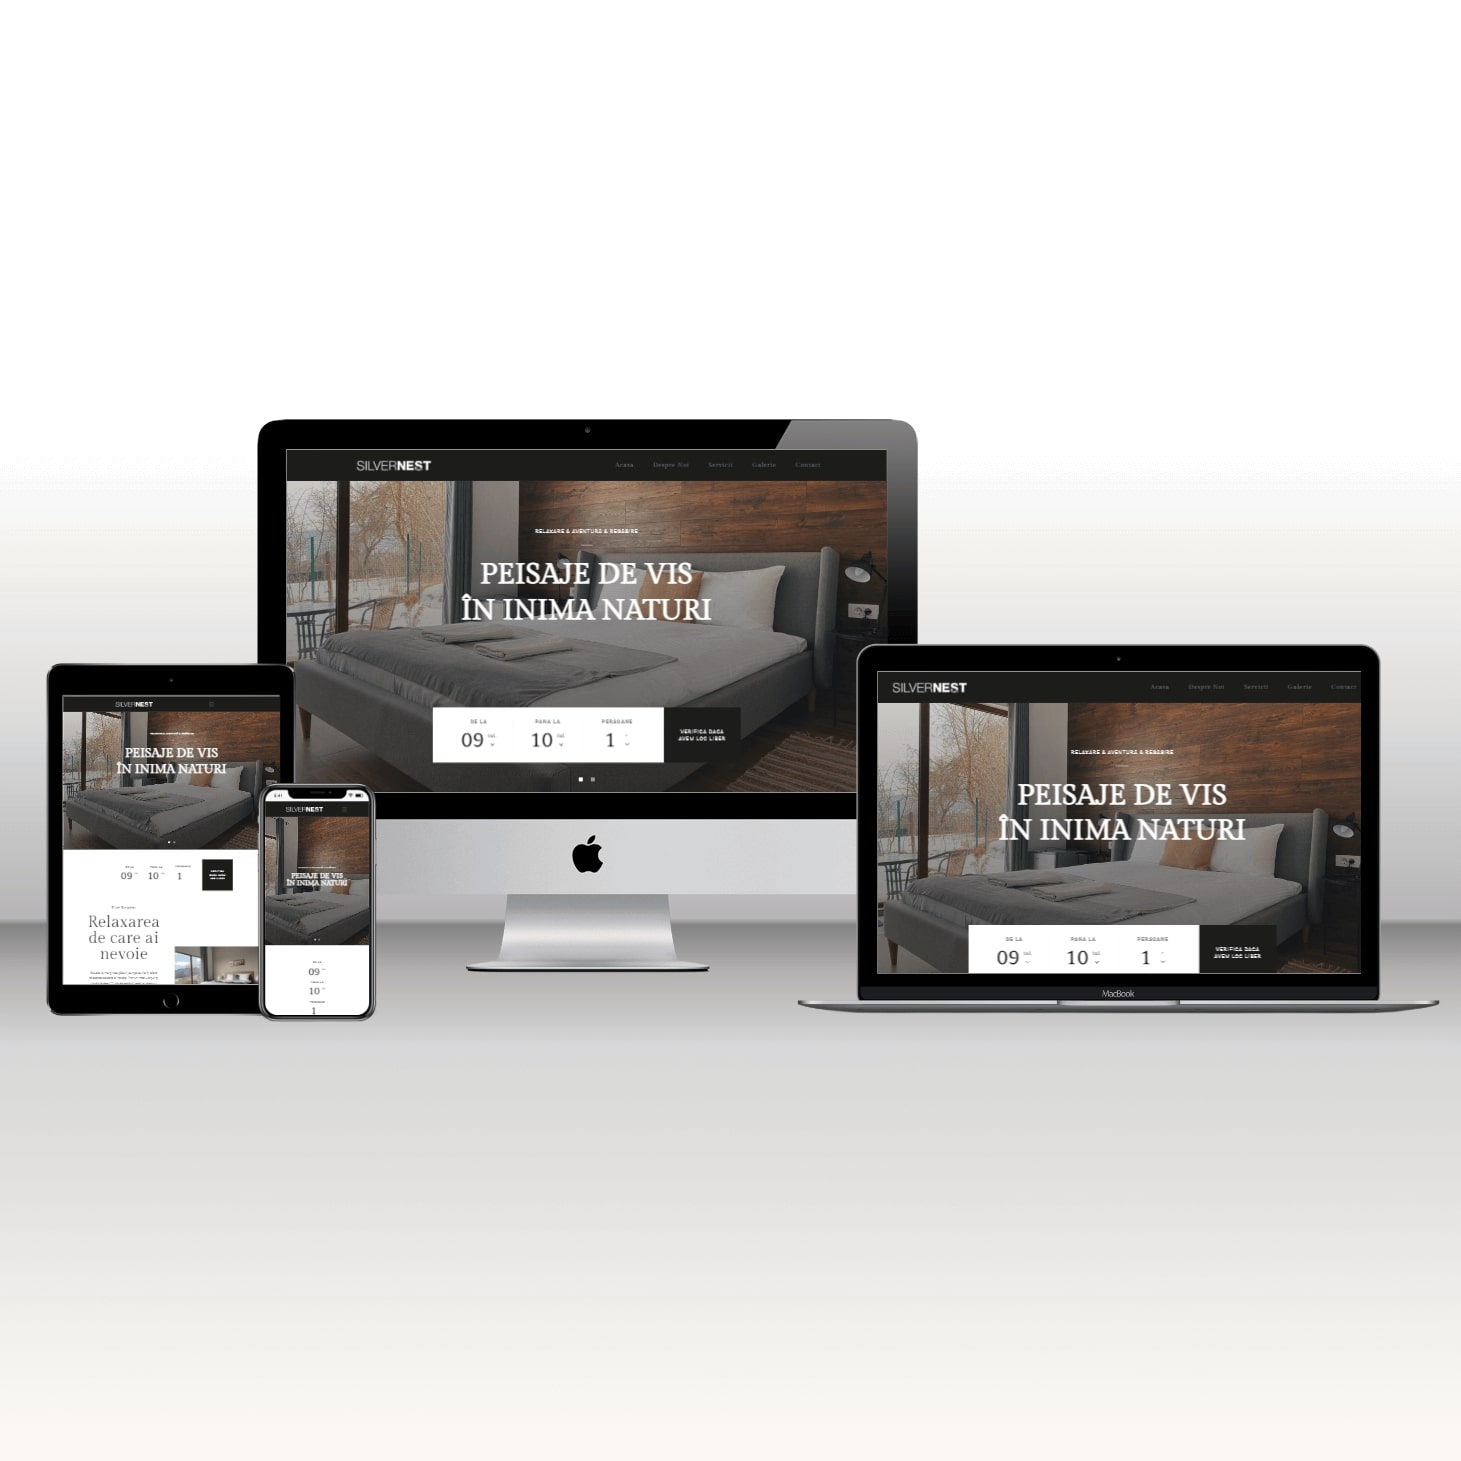 SILVERNEST
Acasa Despre Noi Servicii Galerie Contact
RELAXARE & AVENTURA & REGASIRE
PEISAJE DE VIS
ÎN INIMA NATURI
DE LA PANA LA PERSOANE
09 10 1
VERIFICA DACA
AVEM LOC LIBER
SILVERNEST
PEISAJE DE VIS
ÎN INIMA NATURI
09 10 1
Relaxarea
de care ai
nevoie
SILVERNEST
PEISAJE DE VIS
ÎN INIMA NATURI
09
10
1
SILVERNEST
Acasa Despre Noi Servicii Galerie Contact
RELAXARE & AVENTURA & REGASIRE
PEISAJE DE VIS
ÎN INIMA NATURI
DE LA PANA LA PERSOANE
09 10 1
VERIFICA DACA
AVEM LOC LIBER
MacBook